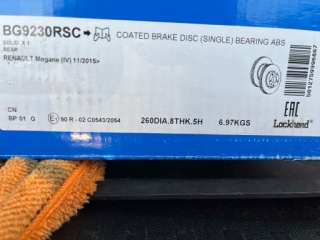 BG9230RSC
COATED BRAKE DISC (SINGLE) BEARING ABS
SOLID X 1
REAR
RENAULT Megane (IV) 11/2015>
CN
BP 01 Q
E 90 R - 02 C0543/2054
260DIA.8THK.5H
6.97KGS
EAC
Lockheed